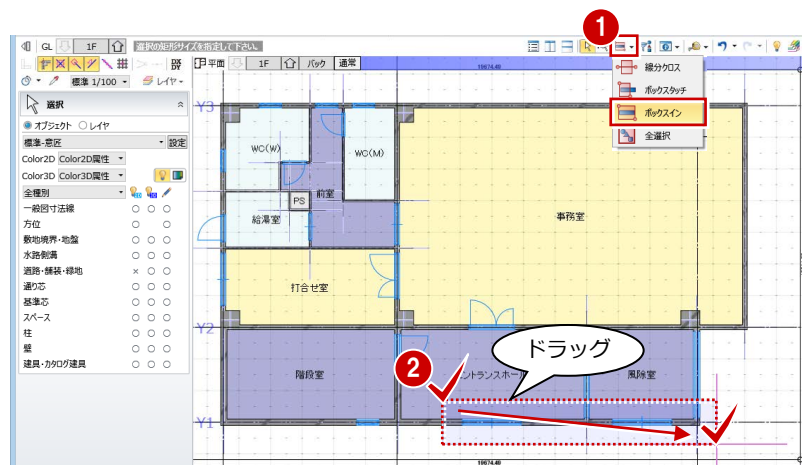 1
GL 1F 選択の矩形サイズを指定して下さい。
標準 1/100 レイヤ
平面 1F バック 通常
19674.40
線分クロス
ボックスタッチ
ボックスイン
全選択
選択
オブジェクト レイヤ
標準-意匠 設定
Color2D Color2D属性
Color3D Color3D属性
全種別
一般図寸法線
方位
敷地境界・地盤
水路側溝
道路・舗装・緑地
通り芯
基準芯
スペース
柱
壁
建具・カタログ建具
Y3
WC(W)
WC(M)
前室
PS
給湯室
事務室
打合せ室
Y2
ドラッグ
2
階段室
ントランスホー
風除室
Y1
19674.40